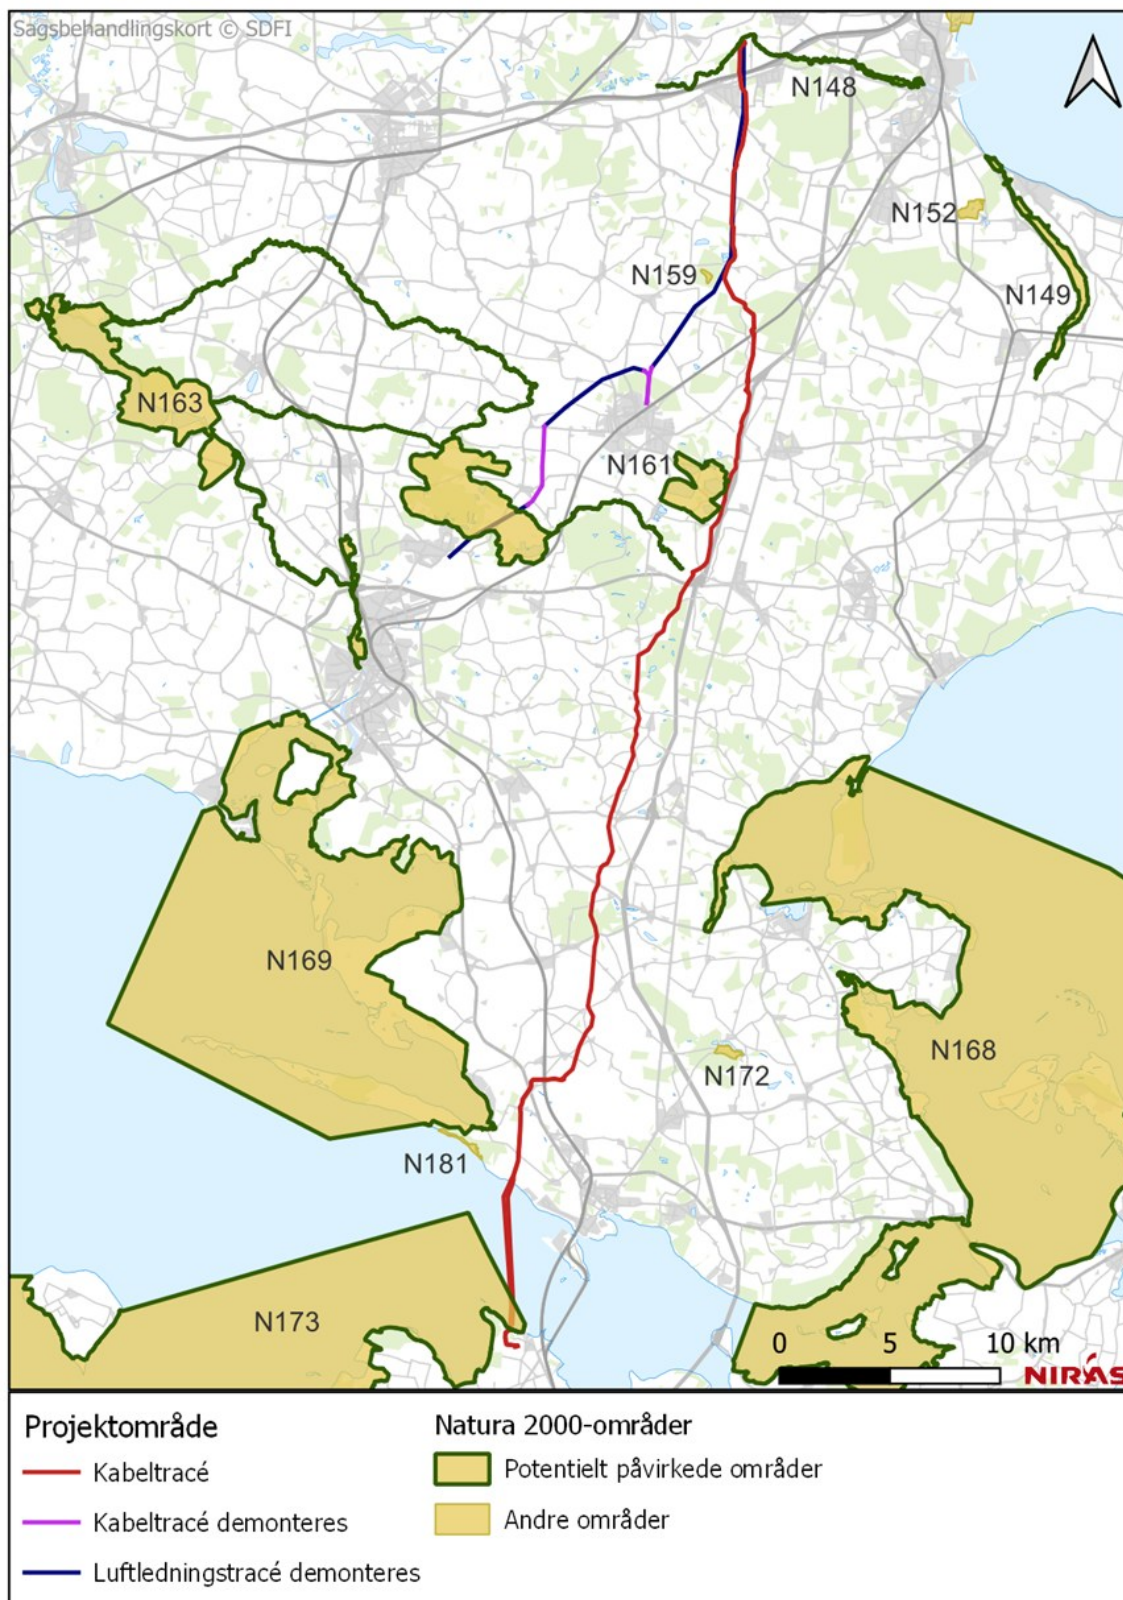 Sagsbehandlingskort © SDFI
N148
N152
N159
N149
N163
N161
N169
N168
N172
N181
N173
0 5 10 km
NIRAS
Projektområde
Kabeltracé
Kabeltracé demonteres
Luftledningstracé demonteres
Natura 2000-områder
Potentielt påvirkede områder
Andre områder